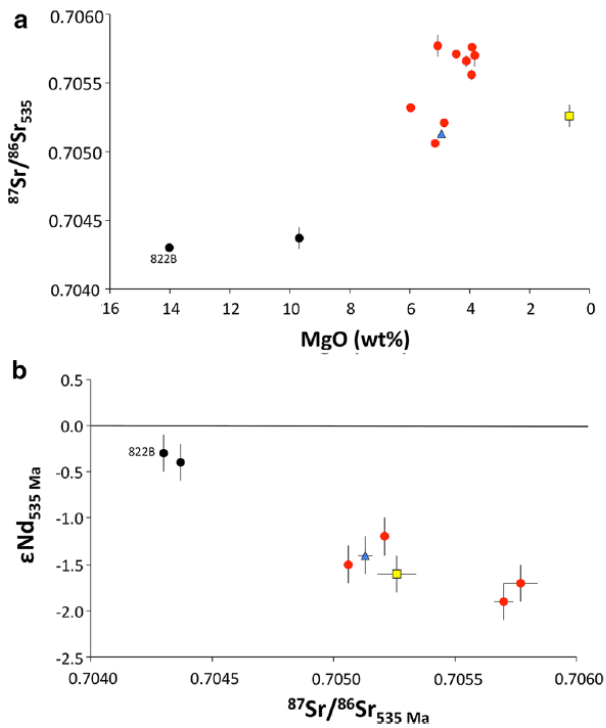 a
0.7060
0.7055
0.7050
0.7045
0.7040
87Sr/86Sr535
822B
16 14 12 10 8 6 4 2 0
MgO (wt%)
b
0.5
0.0
-0.5
-1.0
-1.5
-2.0
-2.5
εNd535 Ma
822B
0.7040 0.7045 0.7050 0.7055 0.7060
87Sr/86Sr535 Ma